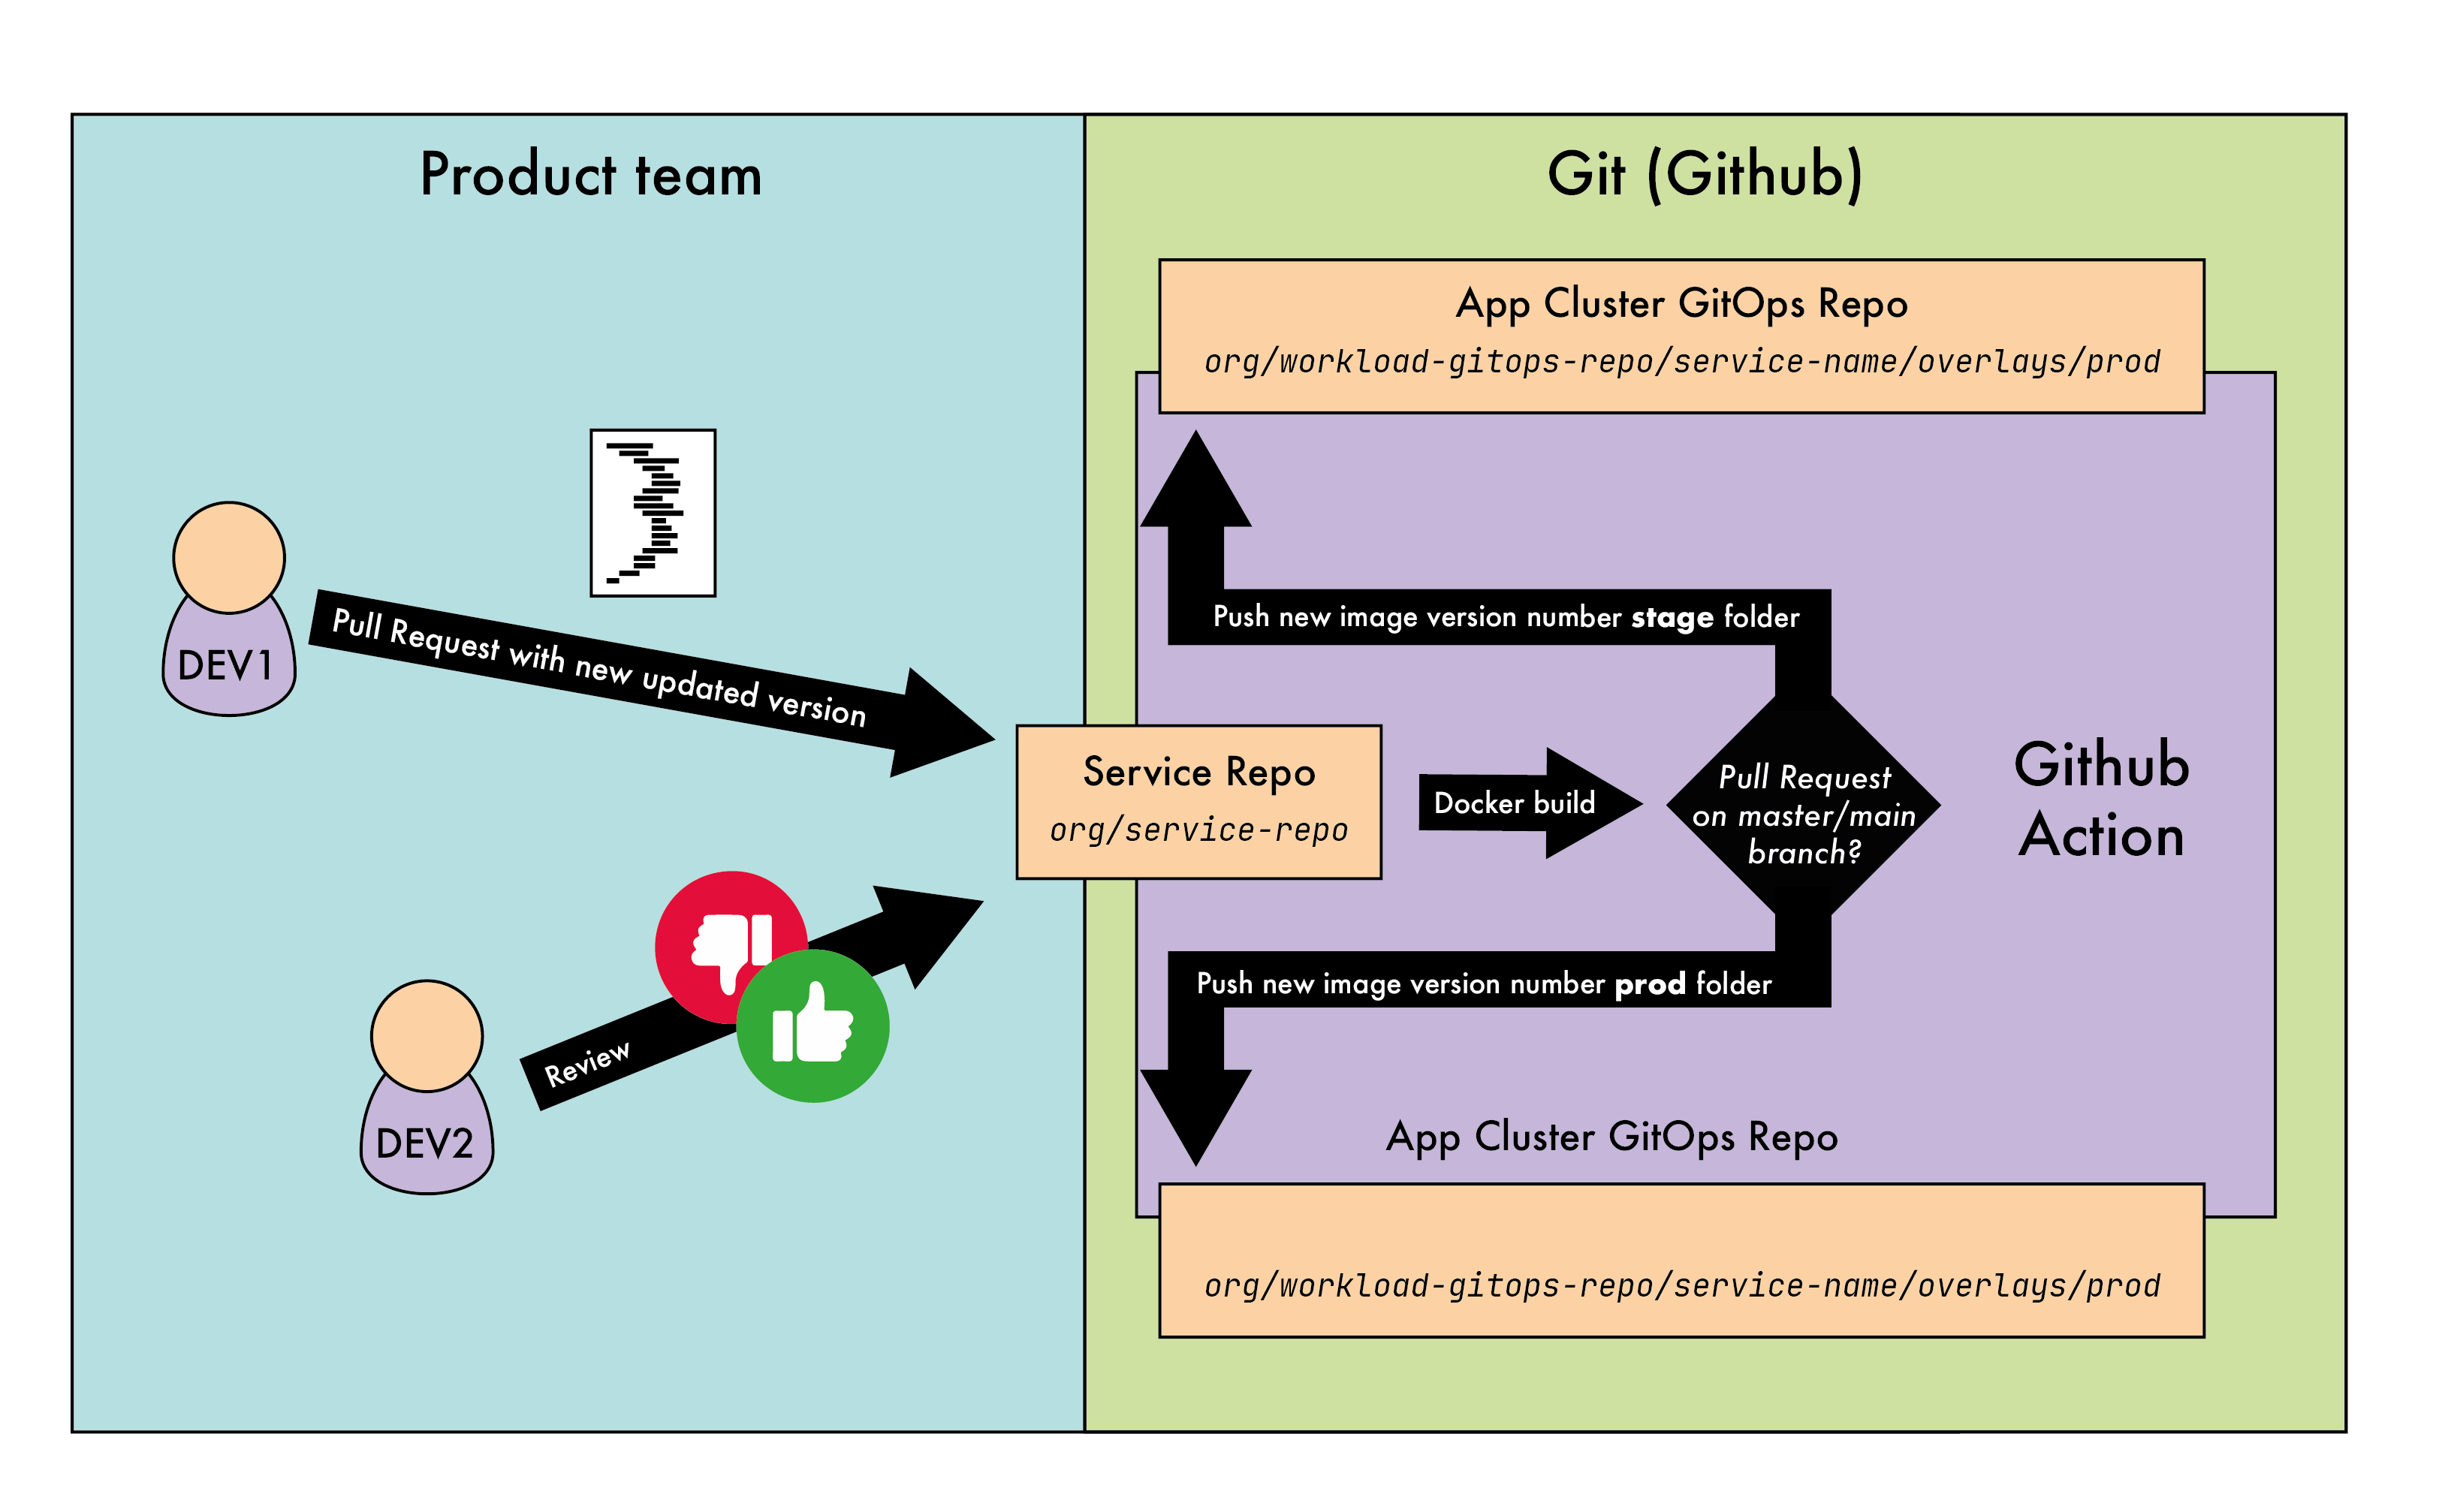 Product team
Git (Github)
App Cluster GitOps Repo
org/workload-gitops-repo/service-name/overlays/prod
DEV1
Pull Request with new updated version
Push new image version number stage folder
Service Repo
org/service-repo
Docker build
Pull Request
on master/main
branch?
Github
Action
Review
DEV2
Push new image version number prod folder
App Cluster GitOps Repo
org/workload-gitops-repo/service-name/overlays/prod